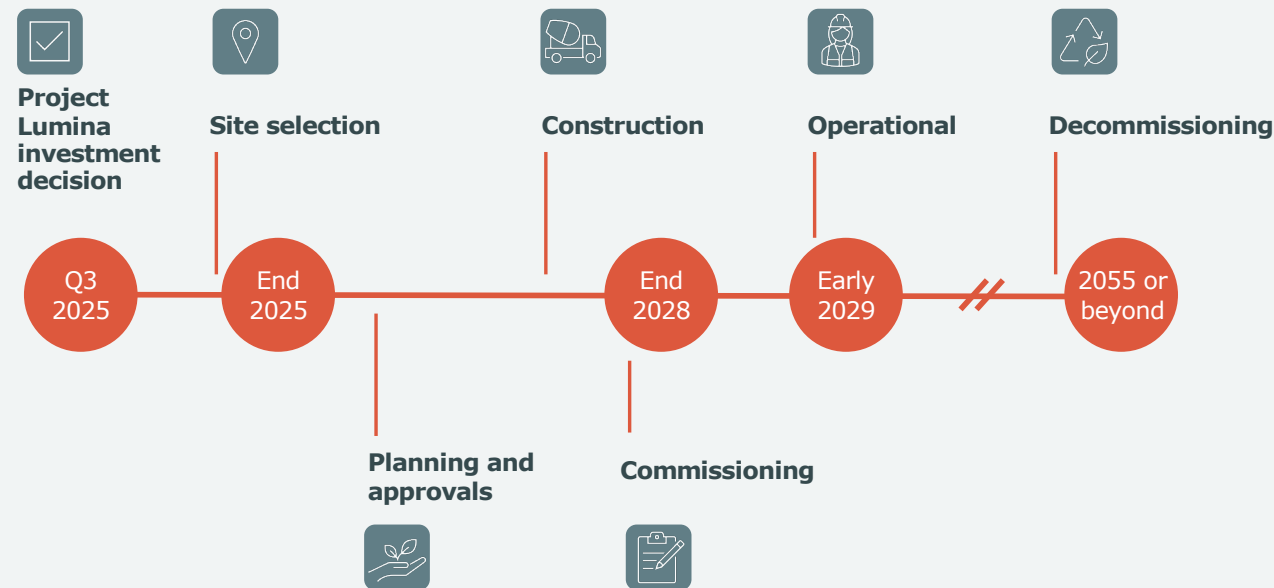 Project
Lumina
investment
decision
Site selection
Construction
Operational
Decommissioning
Q3
2025
End
2025
End
2028
Early
2029
2055 or
beyond
Planning and
approvals
Commissioning